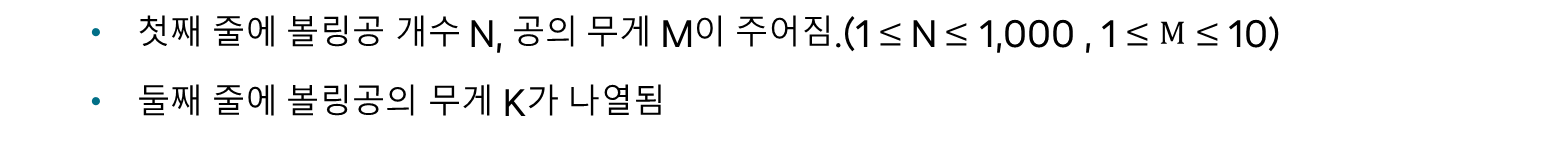 • 첫째 줄에 볼링공 개수 N, 공의 무게 M이 주어짐.(1 ≤ N ≤ 1,000 , 1 ≤ M ≤ 10)
• 둘째 줄에 볼링공의 무게 K가 나열됨